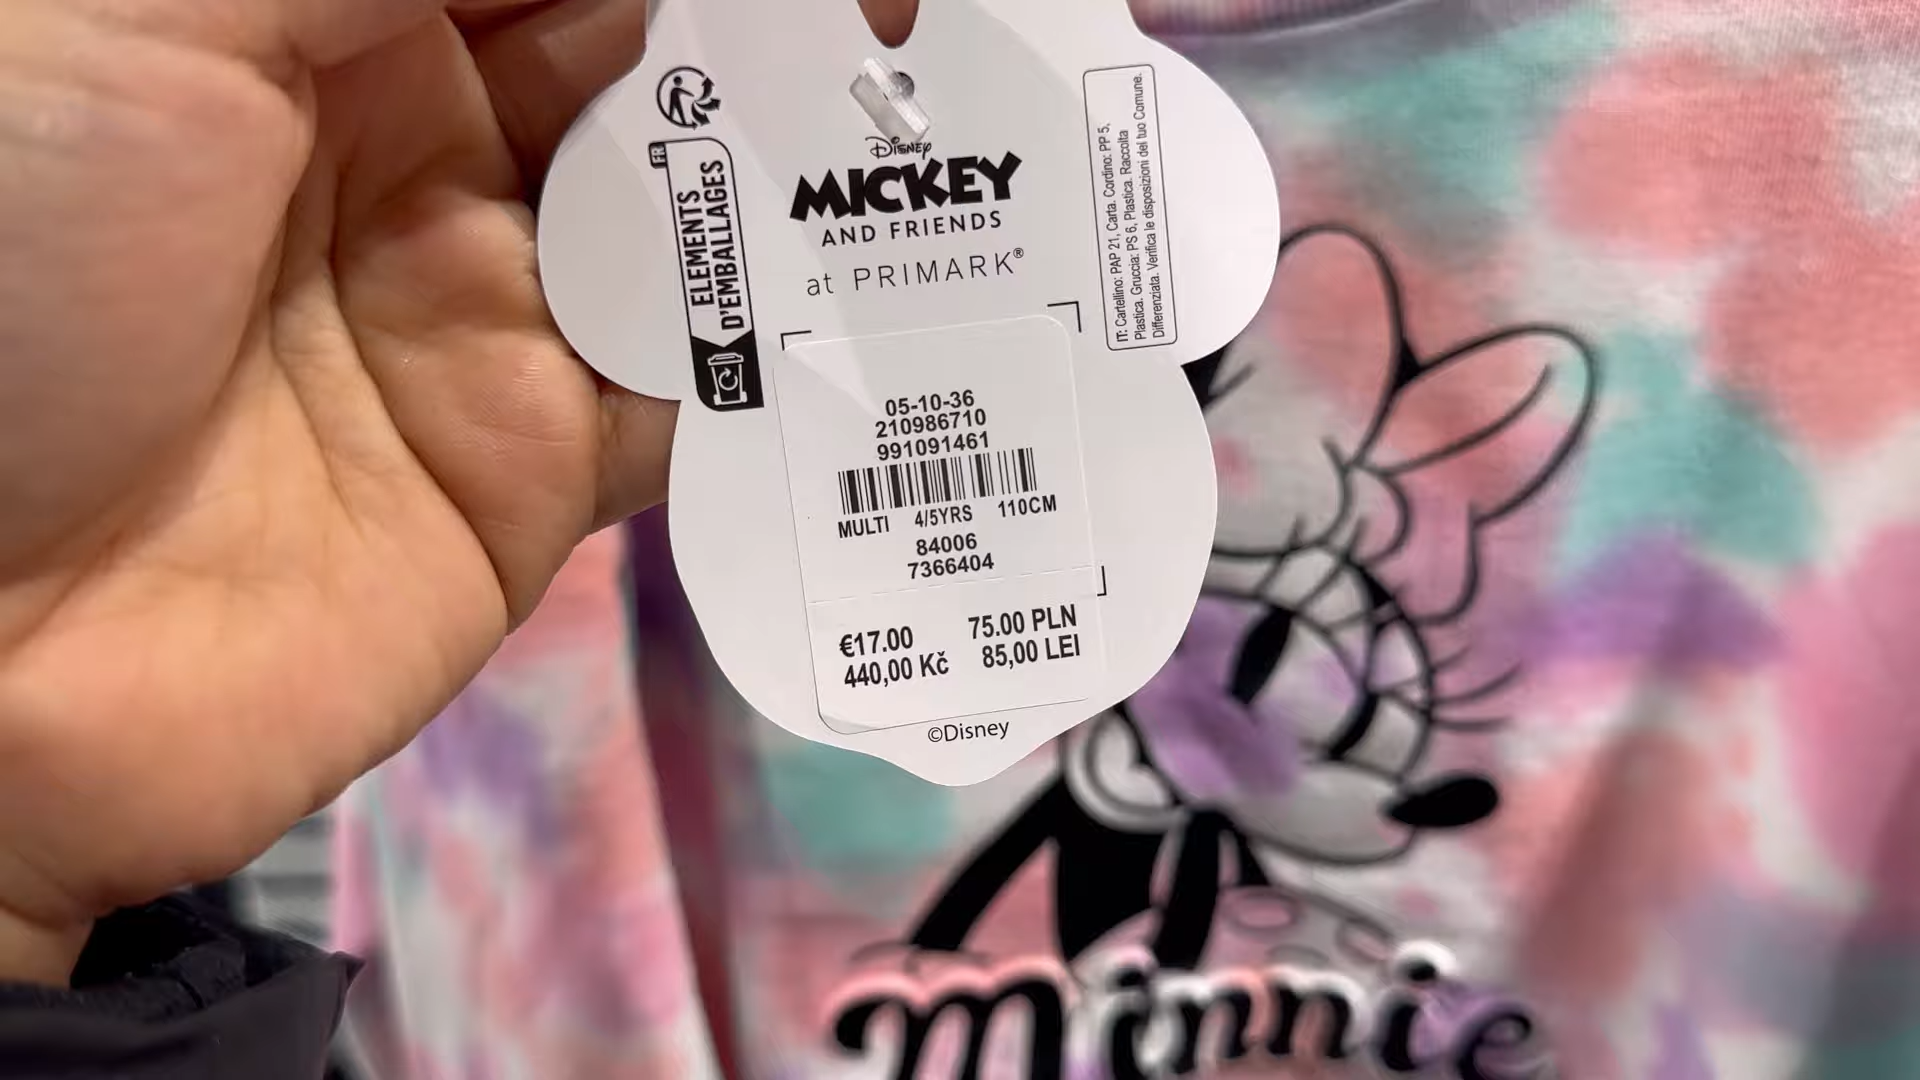 Disney
MICKEY
AND FRIENDS
at PRIMARK®
FR
ELEMENTS
D'EMBALLAGES
IT: Cartellino: PAP 21, Carta. Cordino: PP 5,
Plastica. Gruccia: PS 6, Plastica. Raccolta
Differenziata. Verifica le disposizioni del tuo Comune.
05-10-36
210986710
991091461
MULTI 4/5YRS 110CM
84006
7366404
€17.00 75.00 PLN
440,00 Kč 85,00 LEI
©Disney
Minnie